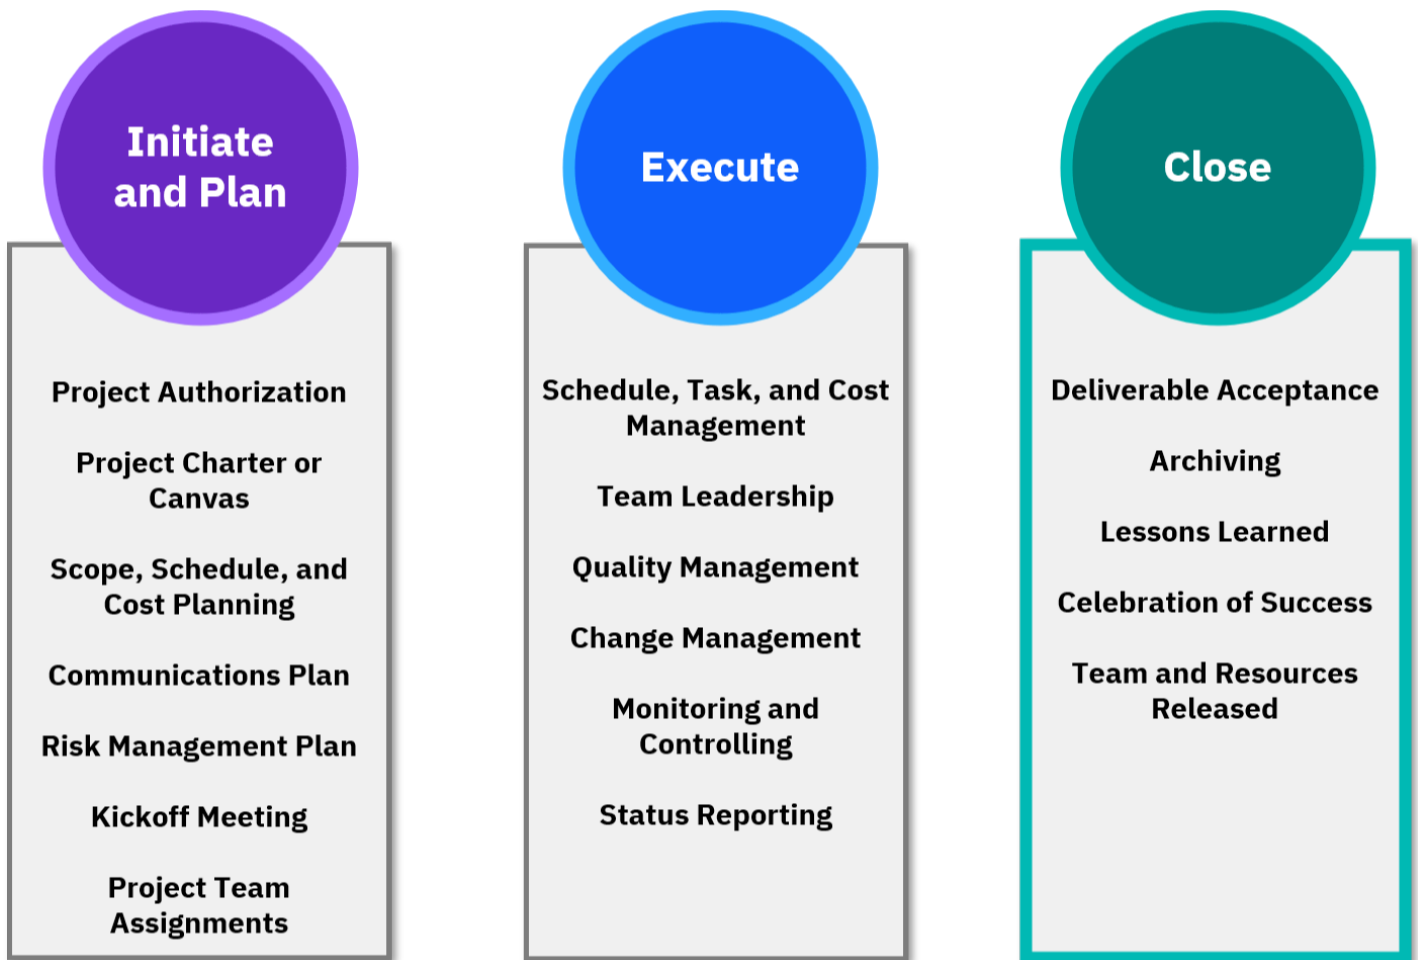 Initiate
and Plan
Project Authorization
Project Charter or
Canvas
Scope, Schedule, and
Cost Planning
Communications Plan
Risk Management Plan
Kickoff Meeting
Project Team
Assignments
Execute
Schedule, Task, and Cost
Management
Team Leadership
Quality Management
Change Management
Monitoring and
Controlling
Status Reporting
Close
Deliverable Acceptance
Archiving
Lessons Learned
Celebration of Success
Team and Resources
Released